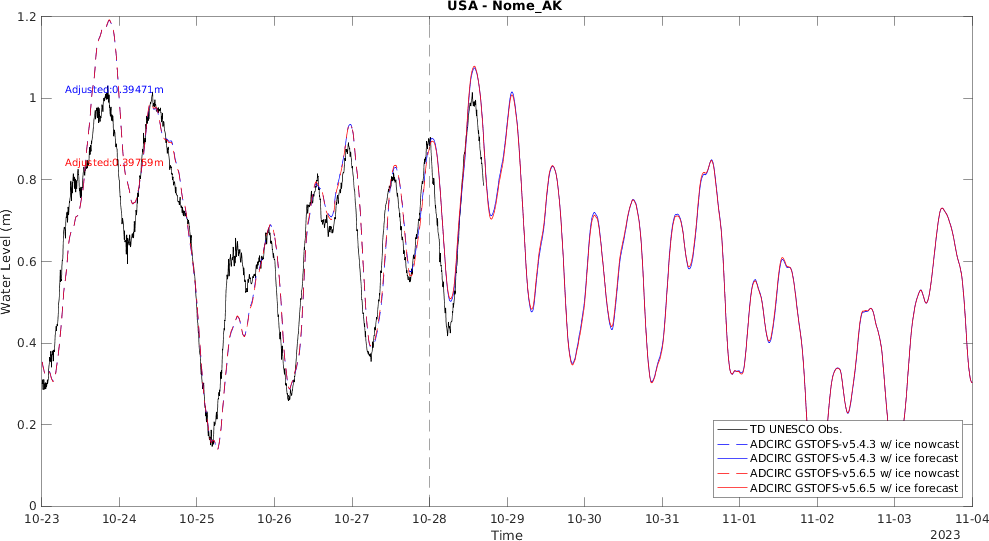 USA - Nome_AK
1.2
1
0.8
0.6
0.4
0.2
0
Water Level (m)
Adjusted:0.39471m
Adjusted:0.39769m
TD UNESCO Obs.
ADCIRC GSTOFS-v5.4.3 w/ ice nowcast
ADCIRC GSTOFS-v5.4.3 w/ ice forecast
ADCIRC GSTOFS-v5.6.5 w/ ice nowcast
ADCIRC GSTOFS-v5.6.5 w/ ice forecast
10-23 10-24 10-25 10-26 10-27 10-28 10-29 10-30 10-31 11-01 11-02 11-03 11-04
Time
2023